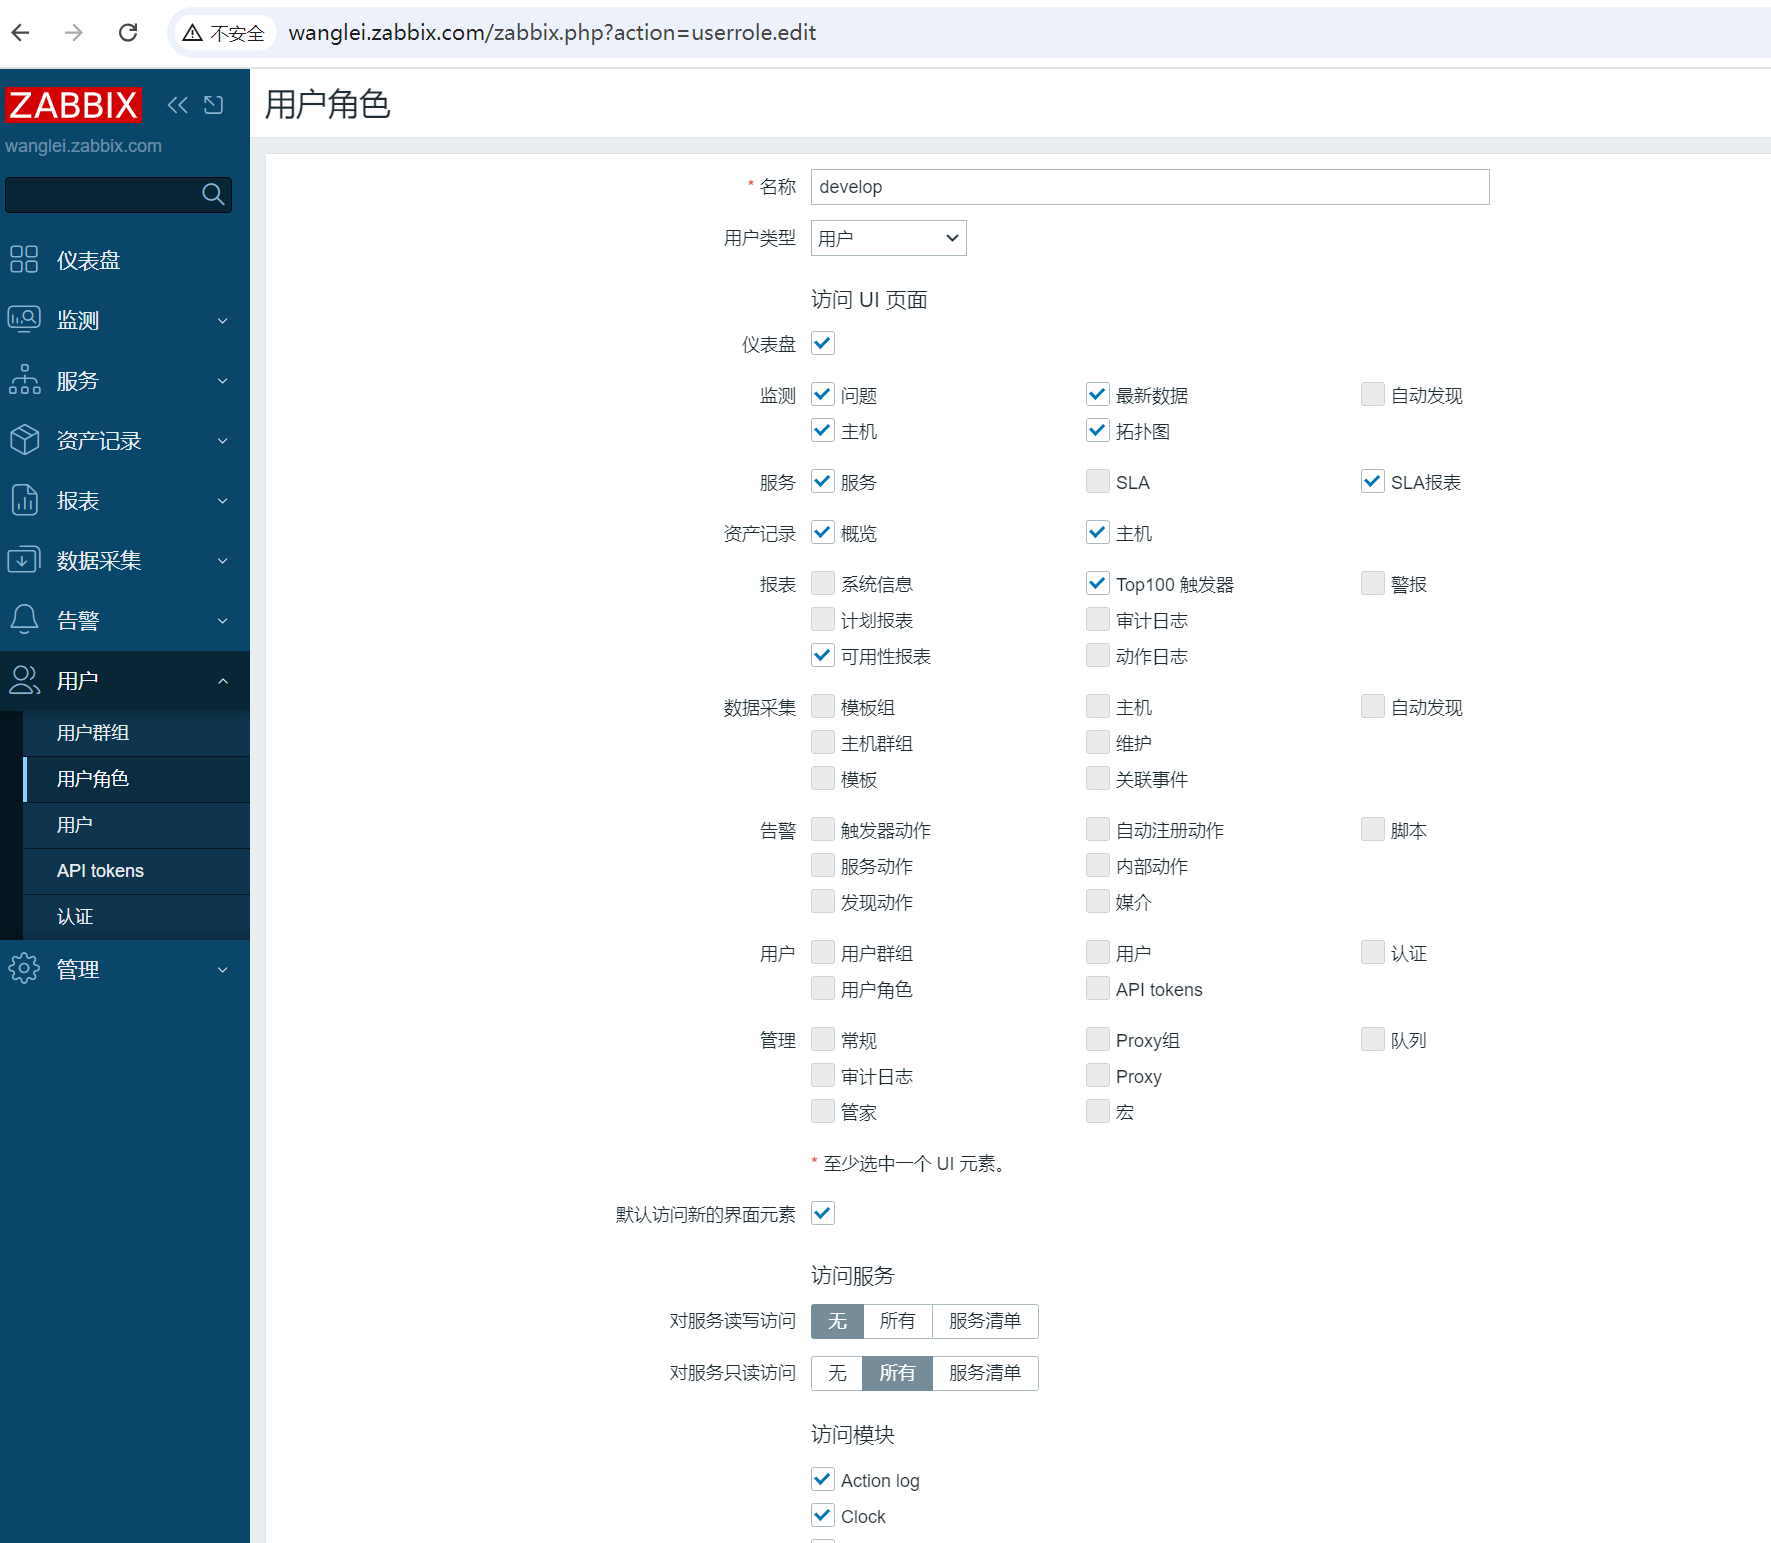 不安全 wanglei.zabbix.com/zabbix.php?action=userrole.edit
ZABBIX
wanglei.zabbix.com
仪表盘
监测
服务
资产记录
报表
数据采集
告警
用户
用户群组
用户角色
用户
API tokens
认证
管理
用户角色
* 名称 develop
用户类型 用户
访问 UI 页面
仪表盘
监测 问题 最新数据 自动发现
主机 拓扑图
服务 服务 SLA SLA报表
资产记录 概览 主机
报表 系统信息 Top100 触发器 警报
计划报表 审计日志
可用性报表 动作日志
数据采集 模板组 主机 自动发现
主机群组 维护
模板 关联事件
告警 触发器动作 自动注册动作 脚本
服务动作 内部动作
发现动作 媒介
用户 用户群组 用户 认证
用户角色 API tokens
管理 常规 Proxy组 队列
审计日志 Proxy
管家 宏
* 至少选中一个 UI 元素。
默认访问新的界面元素
访问服务
对服务读写访问 无 所有 服务清单
对服务只读访问 无 所有 服务清单
访问模块
Action log
Clock